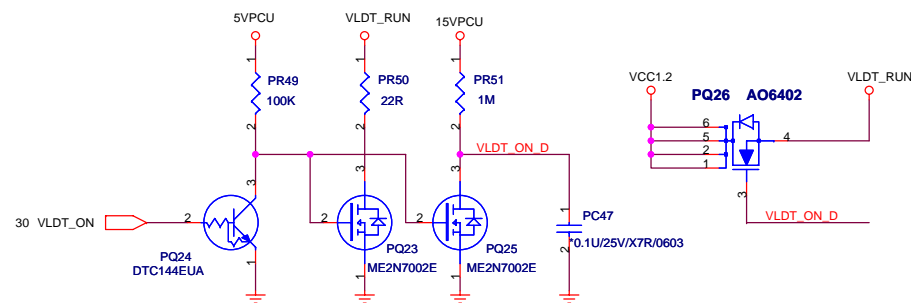 5VPCU
VLDT_RUN
15VPCU
1
1
1
PR49
100K
PR50
22R
PR51
1M
2
2
2
VCC1.2
PQ26 AO6402
VLDT_RUN
6
5
2
1
4
3
VLDT_ON_D
VLDT_ON_D
3
3
3
30 VLDT_ON
2
2
2
1
PC47
*0.1U/25V/X7R/0603
2
PQ24
DTC144EUA
1
PQ23
ME2N7002E
1
PQ25
ME2N7002E
1